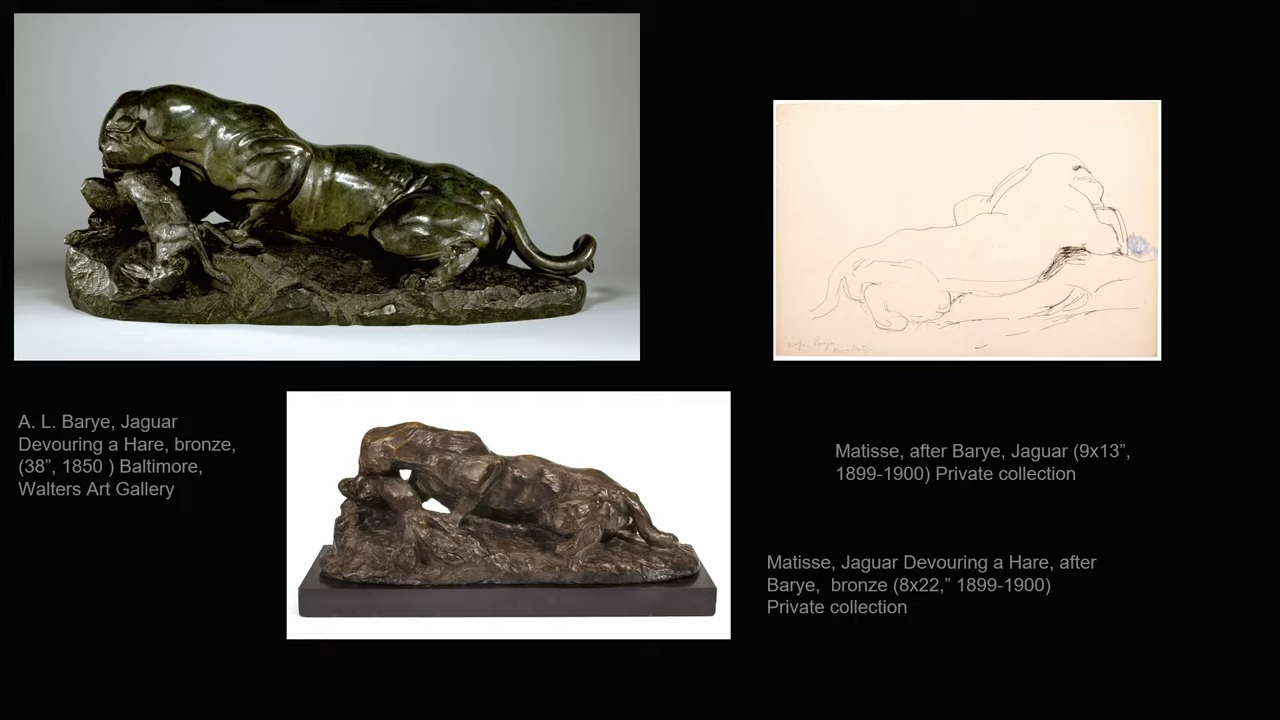 A. L. Barye, Jaguar
Devouring a Hare, bronze,
(38”, 1850 ) Baltimore,
Walters Art Gallery
Matisse, after Barye, Jaguar (9x13”,
1899-1900) Private collection
Matisse, Jaguar Devouring a Hare, after
Barye,  bronze (8x22,” 1899-1900)
Private collection